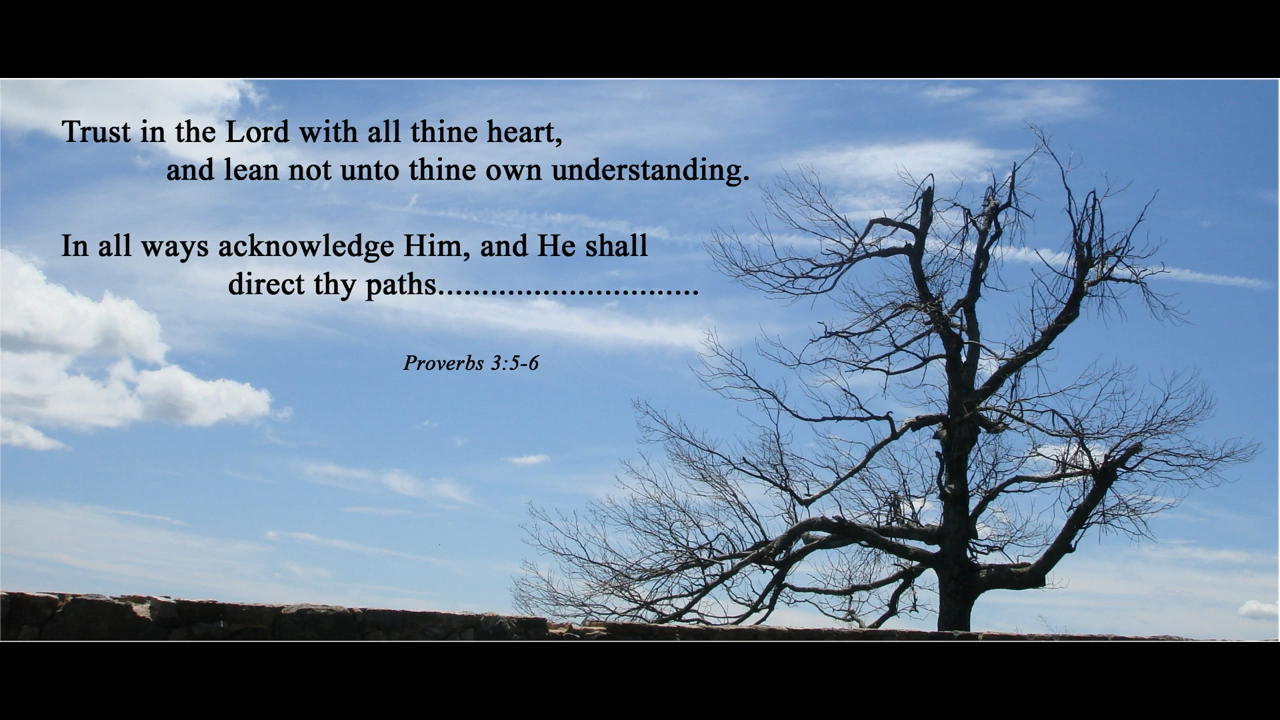 Trust in the Lord with all thine heart,
and lean not unto thine own understanding.
In all ways acknowledge Him, and He shall
direct thy paths..............................
Proverbs 3:5-6